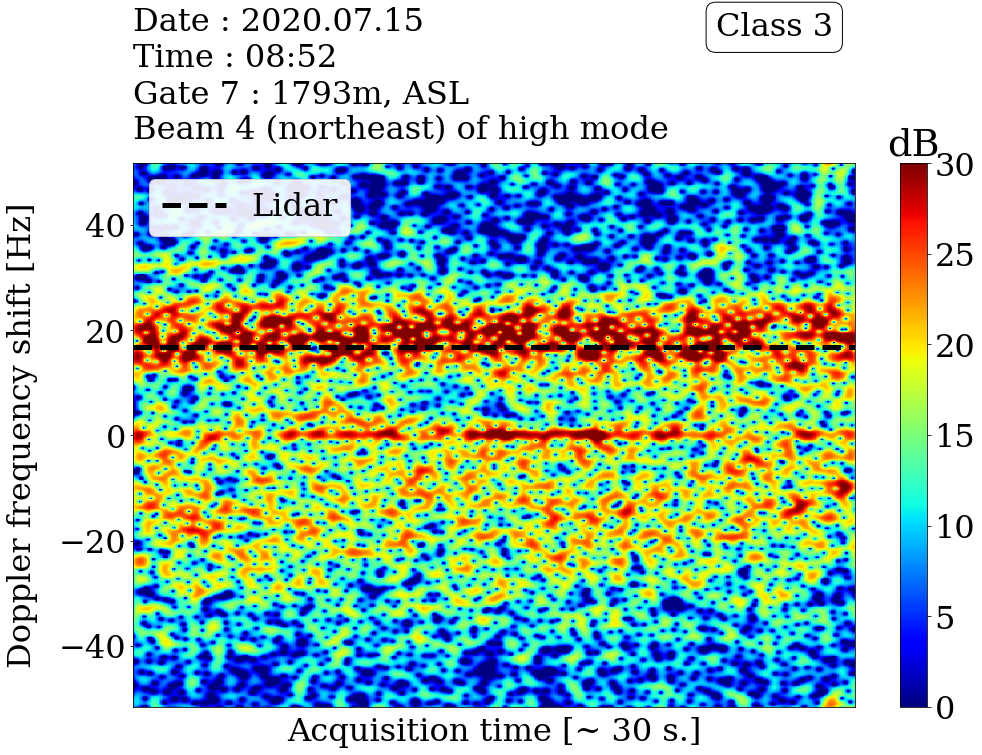 Date : 2020.07.15
Time : 08:52
Gate 7 : 1793m, ASL
Beam 4 (northeast) of high mode
Class 3
dB
Lidar
Doppler frequency shift [Hz]
40
20
0
−20
−40
30
25
20
15
10
5
0
Acquisition time [~ 30 s.]